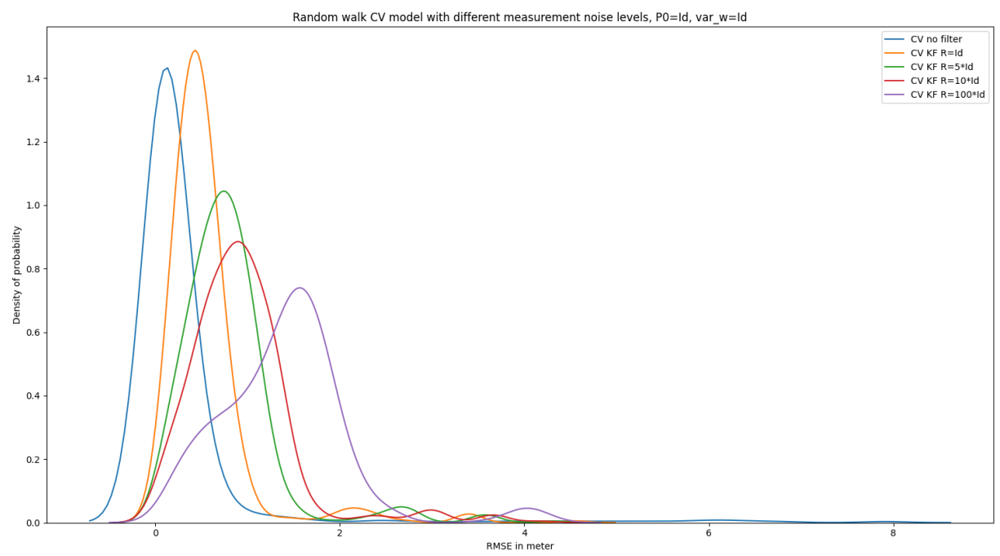 Random walk CV model with different measurement noise levels, P0=Id, var_w=Id
CV no filter
CV KF R=Id
CV KF R=5*Id
CV KF R=10*Id
CV KF R=100*Id
Density of probability
1.4
1.2
1.0
0.8
0.6
0.4
0.2
0.0
0 2 4 6 8
RMSE in meter